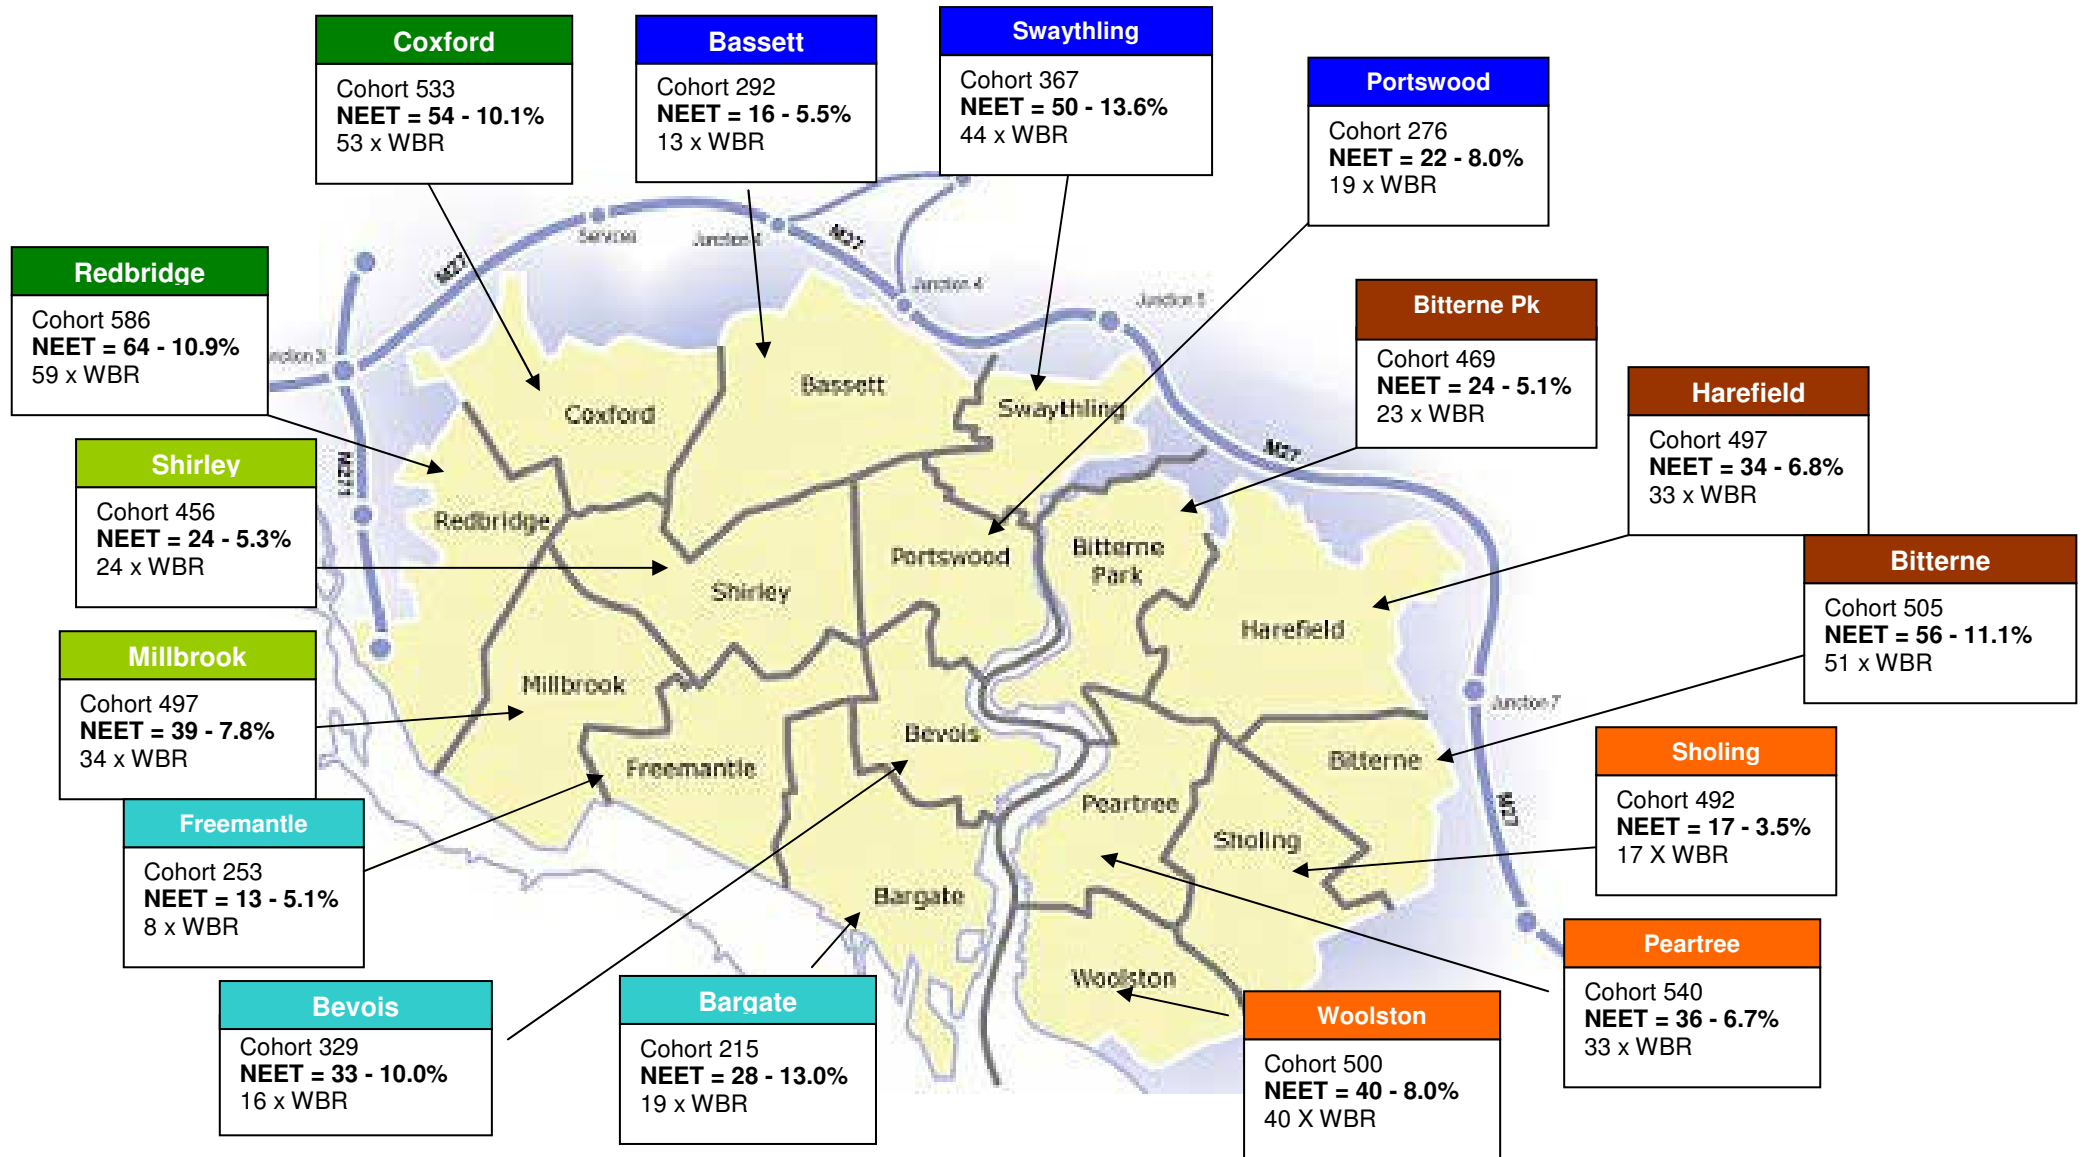 Coxford
Cohort 533
NEET = 54 - 10.1%
53 x WBR
Bassett
Cohort 292
NEET = 16 - 5.5%
13 x WBR
Swaythling
Cohort 367
NEET = 50 - 13.6%
44 x WBR
Portswood
Cohort 276
NEET = 22 - 8.0%
19 x WBR
Redbridge
Cohort 586
NEET = 64 - 10.9%
59 x WBR
Bitterne Pk
Cohort 469
NEET = 24 - 5.1%
23 x WBR
Harefield
Cohort 497
NEET = 34 - 6.8%
33 x WBR
Shirley
Cohort 456
NEET = 24 - 5.3%
24 x WBR
Bitterne
Cohort 505
NEET = 56 - 11.1%
51 x WBR
Millbrook
Cohort 497
NEET = 39 - 7.8%
34 x WBR
Sholing
Cohort 492
NEET = 17 - 3.5%
17 X WBR
Freemantle
Cohort 253
NEET = 13 - 5.1%
8 x WBR
Peartree
Cohort 540
NEET = 36 - 6.7%
33 x WBR
Bevois
Cohort 329
NEET = 33 - 10.0%
16 x WBR
Bargate
Cohort 215
NEET = 28 - 13.0%
19 x WBR
Woolston
Cohort 500
NEET = 40 - 8.0%
40 X WBR
Services
Junction 4
M27
M27
Junction 5
M27
Junction 7
M27
M271
Coxford
Bassett
Swaythling
Redbridge
Shirley
Portswood
Bitterne
Park
Harefield
Millbrook
Freemantle
Bevois
Bitterne
Peartree
Sholing
Bargate
Woolston